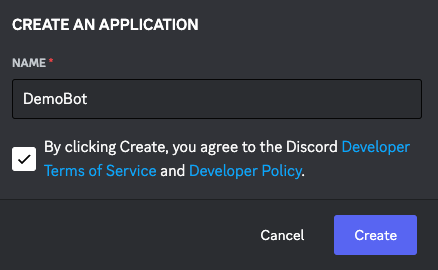 CREATE AN APPLICATION
NAME *
DemoBot
By clicking Create, you agree to the Discord Developer
Terms of Service and Developer Policy.
Cancel
Create